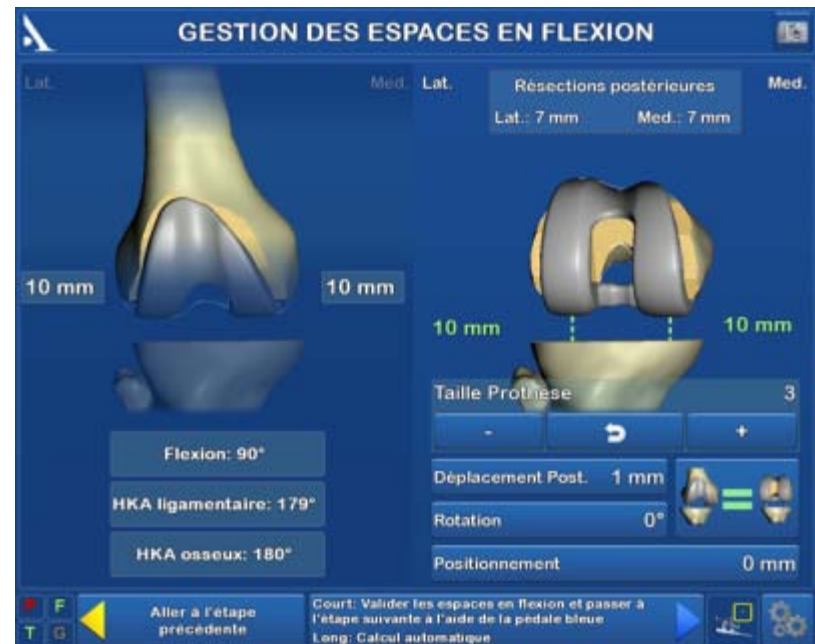 GESTION DES ESPACES EN FLEXION
Lat.
Med.
Lat.
Résections postérieures
Med.
Lat.: 7 mm Med.: 7 mm
10 mm
10 mm
10 mm
10 mm
Taille Prothèse 3
- +
Flexion: 90°
HKA ligamentaire: 179°
HKA osseux: 180°
Déplacement Post. 1 mm
Rotation 0°
Positionnement 0 mm
F
T G
Aller à l'étape
précédente
Court: Valider les espaces en flexion et passer à
l'étape suivante à l'aide de la pédale bleue
Long: Calcul automatique